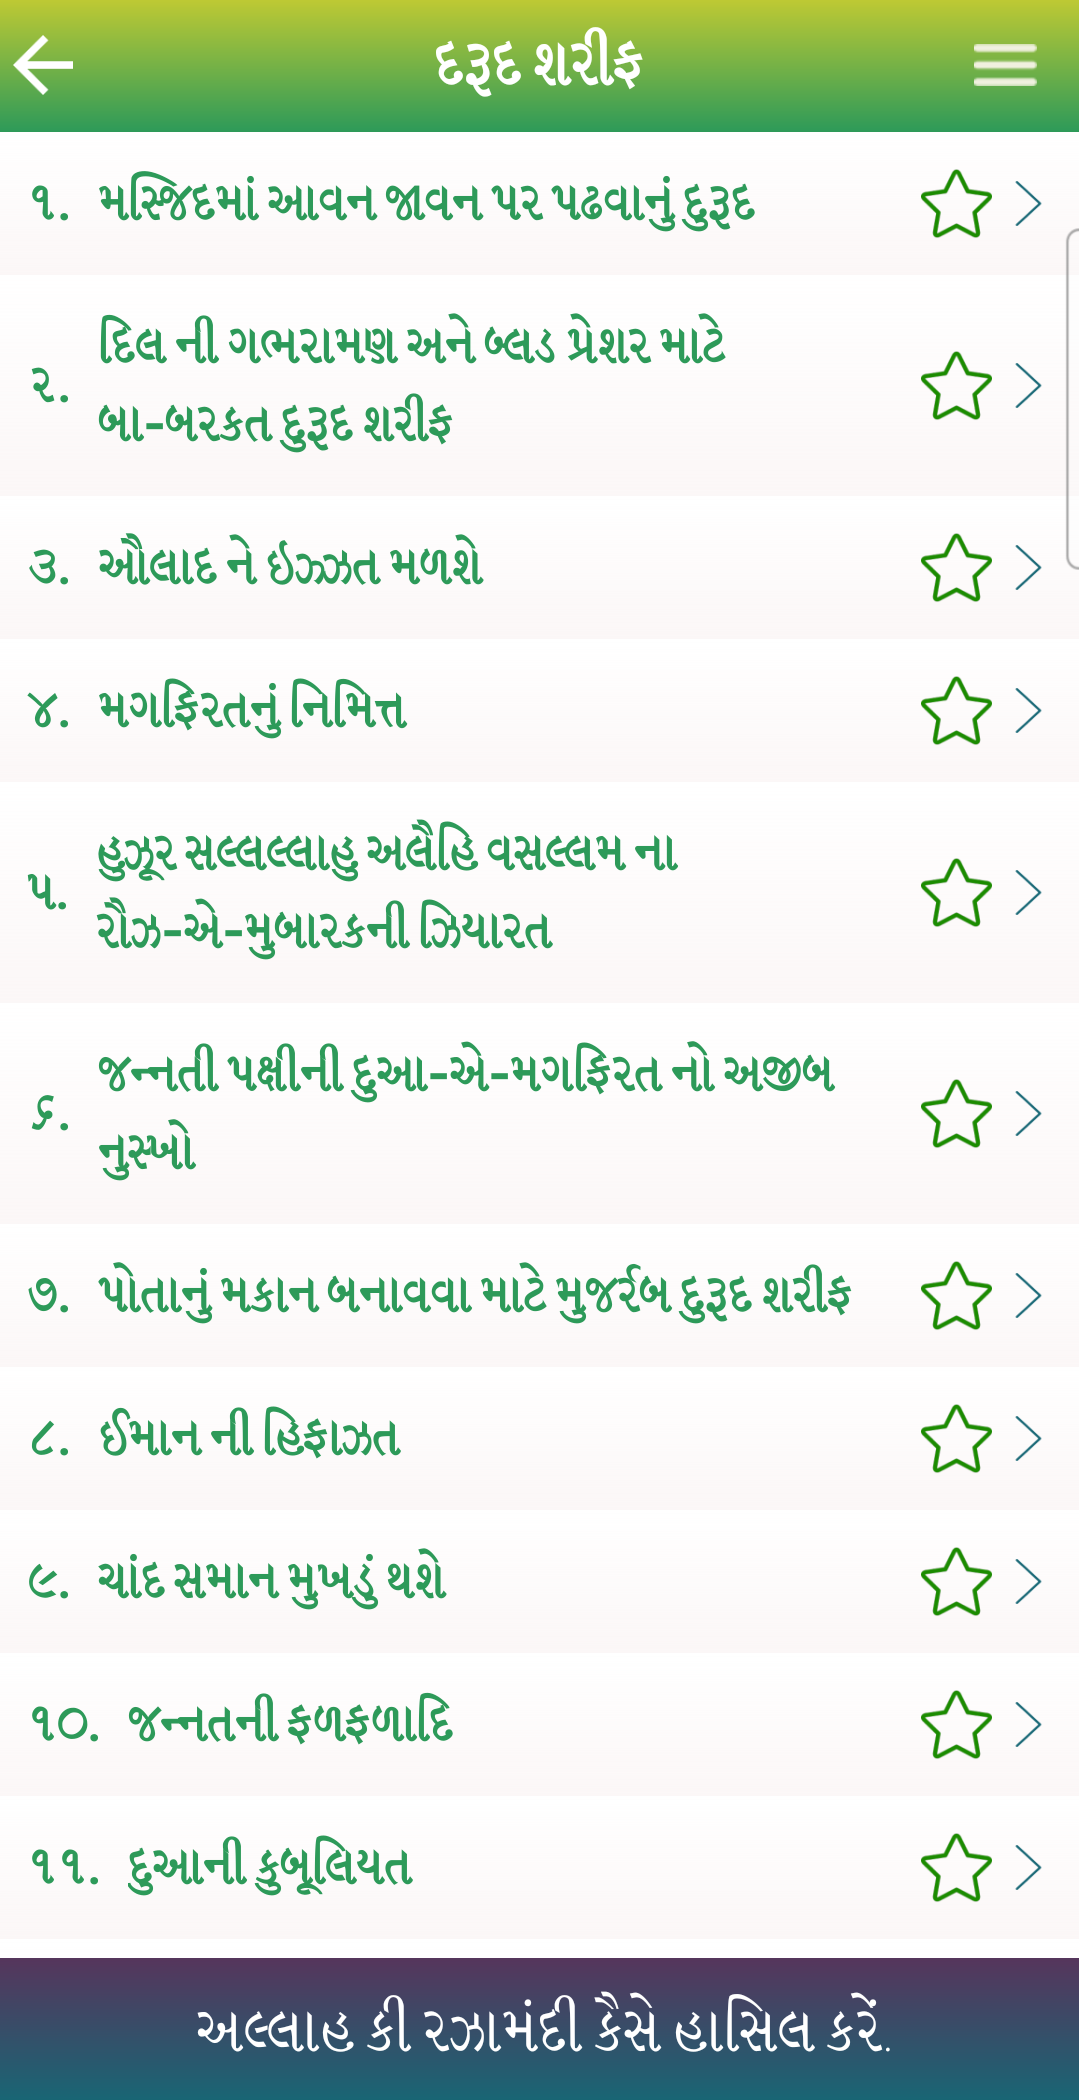 દરૂદ શરીફ
૧. મસ્જિદમાં આવન જાવન પર પઢવાનું દુરૂદ
૨. દિલ ની ગભરામણ અને બ્લડ પ્રેશર માટે
બા-બરકત દુરૂદ શરીફ
૩. ઔલાદ ને ઇઝ્ઝત મળશે
૪. મગફિરતનું નિમિત્ત
૫. હુઝૂર સલ્લલ્લાહુ અલૈહિ વસલ્લમ ના
રૌઝ-એ-મુબારકની ઝિયારત
૬. જન્નતી પક્ષીની દુઆ-એ-મગફિરત નો અજીબ
નુસ્ખો
૭. પોતાનું મકાન બનાવવા માટે મુજર્રબ દુરૂદ શરીફ
૮. ઈમાન ની હિફાઝત
૯. ચાંદ સમાન મુખડું થશે
૧૦. જન્નતની ફળફળાદિ
૧૧. દુઆની કુબૂલિયત
અલ્લાહ કી રઝામંદી કૈસે હાસિલ કરેં.